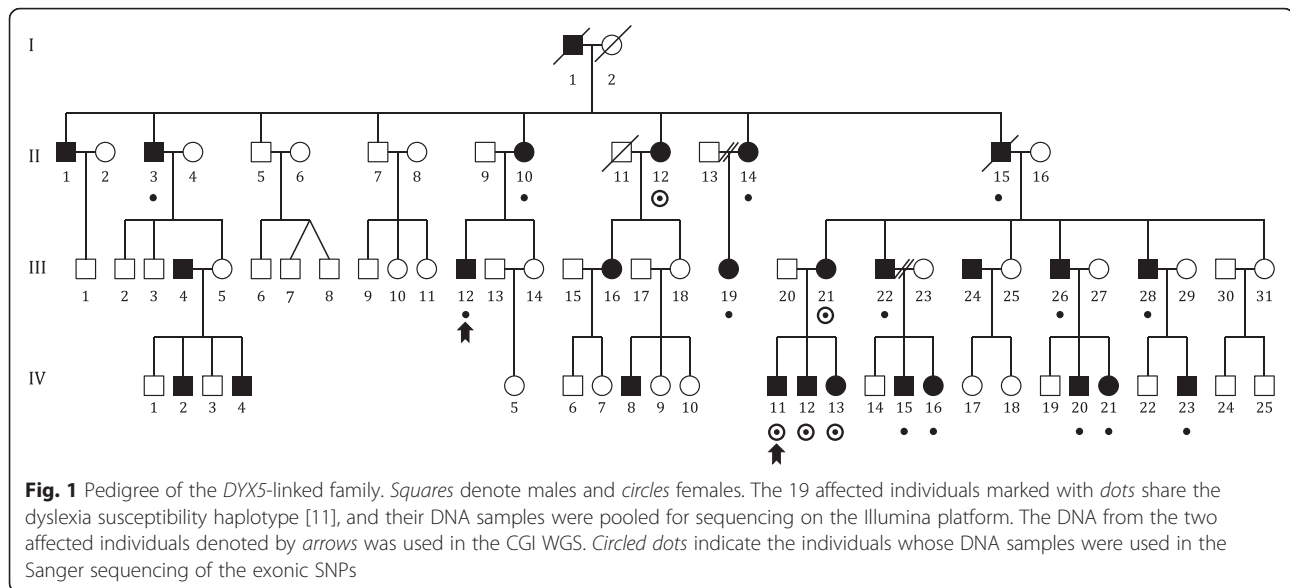 I
1 2
II
1 2 3 4 5 6 7 8 9 10 11 12 13 14 15 16
III
1 2 3 4 5 6 7 8 9 10 11 12 13 14 15 16 17 18 19 20 21 22 23 24 25 26 27 28 29 30 31
IV
1 2 3 4 5 6 7 8 9 10 11 12 13 14 15 16 17 18 19 20 21 22 23 24 25
Fig. 1 Pedigree of the DYX5-linked family. Squares denote males and circles females. The 19 affected individuals marked with dots share the
dyslexia susceptibility haplotype [11], and their DNA samples were pooled for sequencing on the Illumina platform. The DNA from the two
affected individuals denoted by arrows was used in the CGI WGS. Circled dots indicate the individuals whose DNA samples were used in the
Sanger sequencing of the exonic SNPs